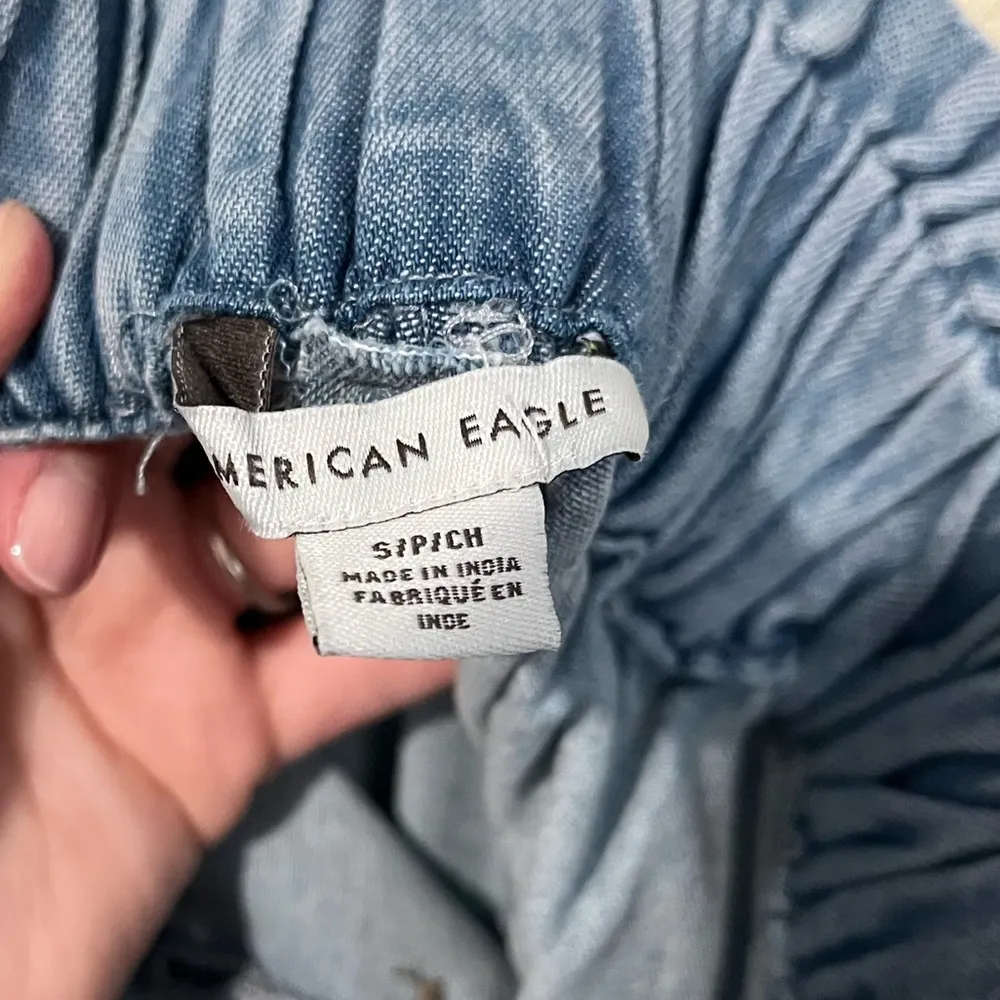 MERICAN EAGLE
S/P/CH
MADE IN INDIA
FABRIQUÉ EN
INDE